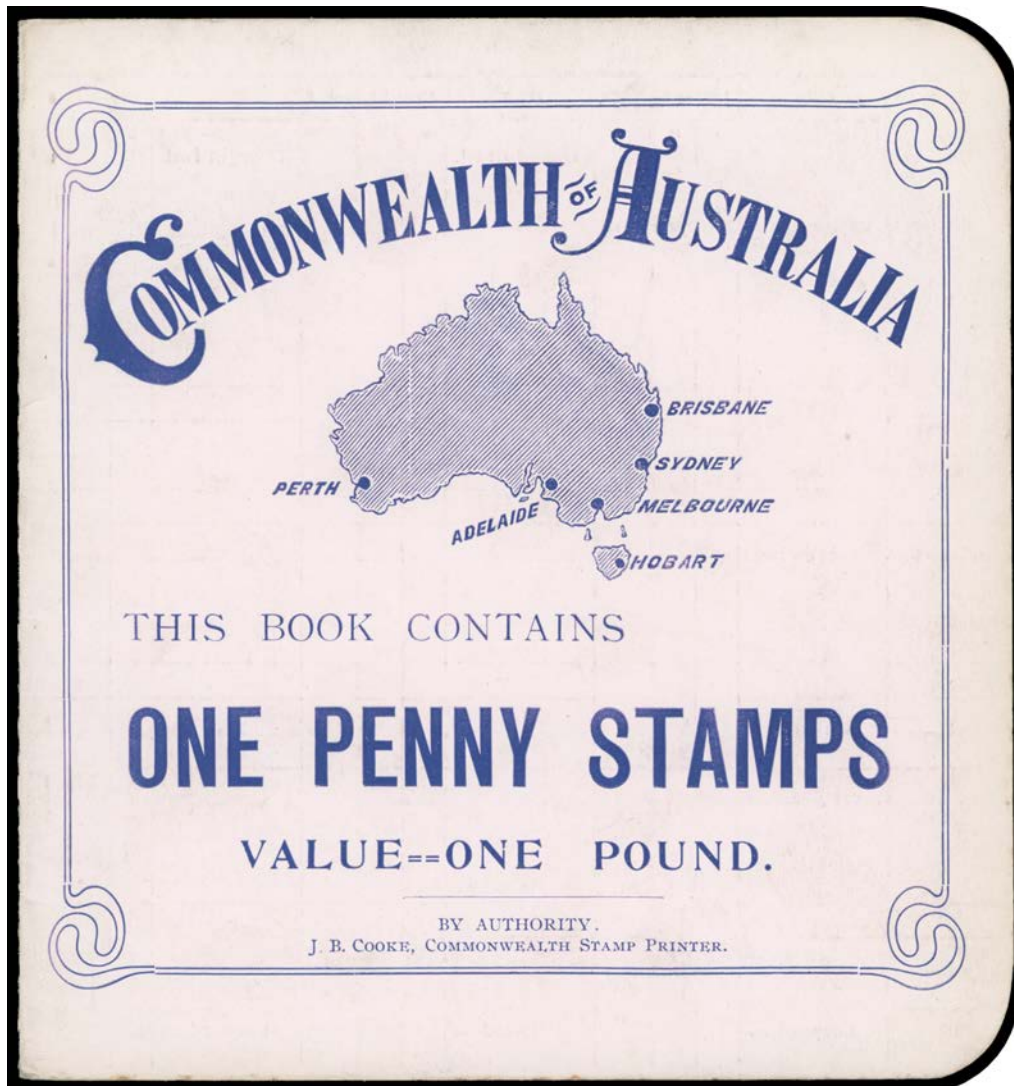 COMMONWEALTH OF AUSTRALIA
BRISBANE
SYDNEY
PERTH
ADELAIDE
MELBOURNE
HOBART
THIS BOOK CONTAINS
ONE PENNY STAMPS
VALUE==ONE POUND.
BY AUTHORITY.
J. B. COOKE, COMMONWEALTH STAMP PRINTER.